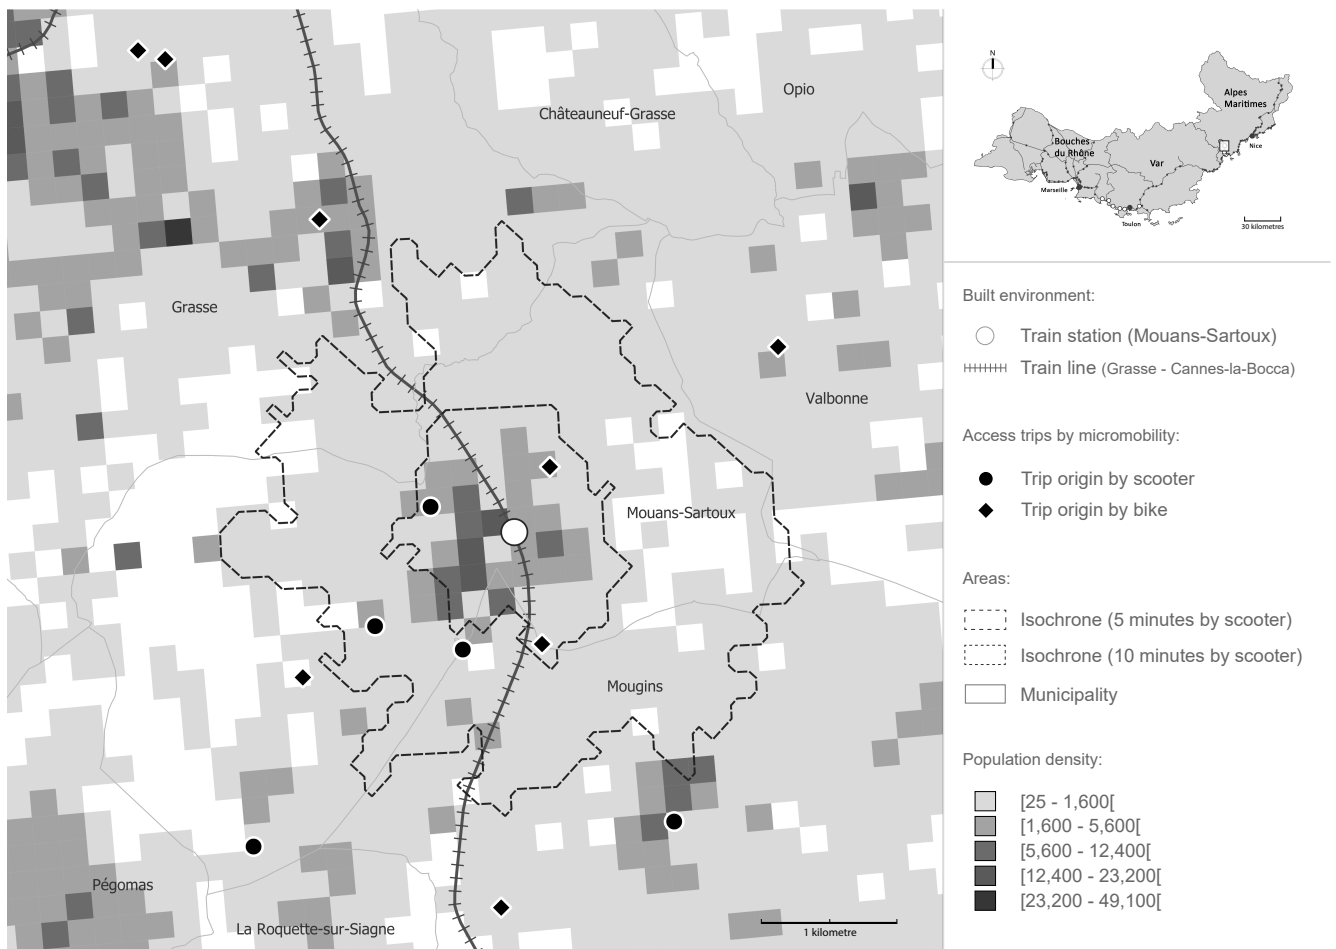 Opio
Châteauneuf-Grasse
Grasse
Valbonne
Mouans-Sartoux
Mougins
Pégomas
La Roquette-sur-Siagne
1 kilometre
N
Alpes
Maritimes
Bouches
du Rhône
Nice
Var
Marseille
Toulon
30 kilometres
Built environment:
Train station (Mouans-Sartoux)
Train line (Grasse - Cannes-la-Bocca)
Access trips by micromobility:
Trip origin by scooter
Trip origin by bike
Areas:
Isochrone (5 minutes by scooter)
Isochrone (10 minutes by scooter)
Municipality
Population density:
[25 - 1,600[
[1,600 - 5,600[
[5,600 - 12,400[
[12,400 - 23,200[
[23,200 - 49,100[